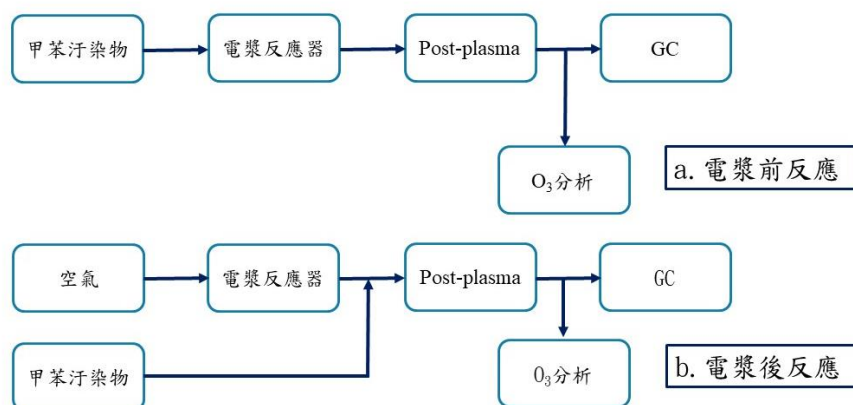 甲苯汙染物
電漿反應器
Post-plasma
GC
O₃分析
a. 電漿前反應
空氣
電漿反應器
Post-plasma
GC
甲苯汙染物
O₃分析
b. 電漿後反應